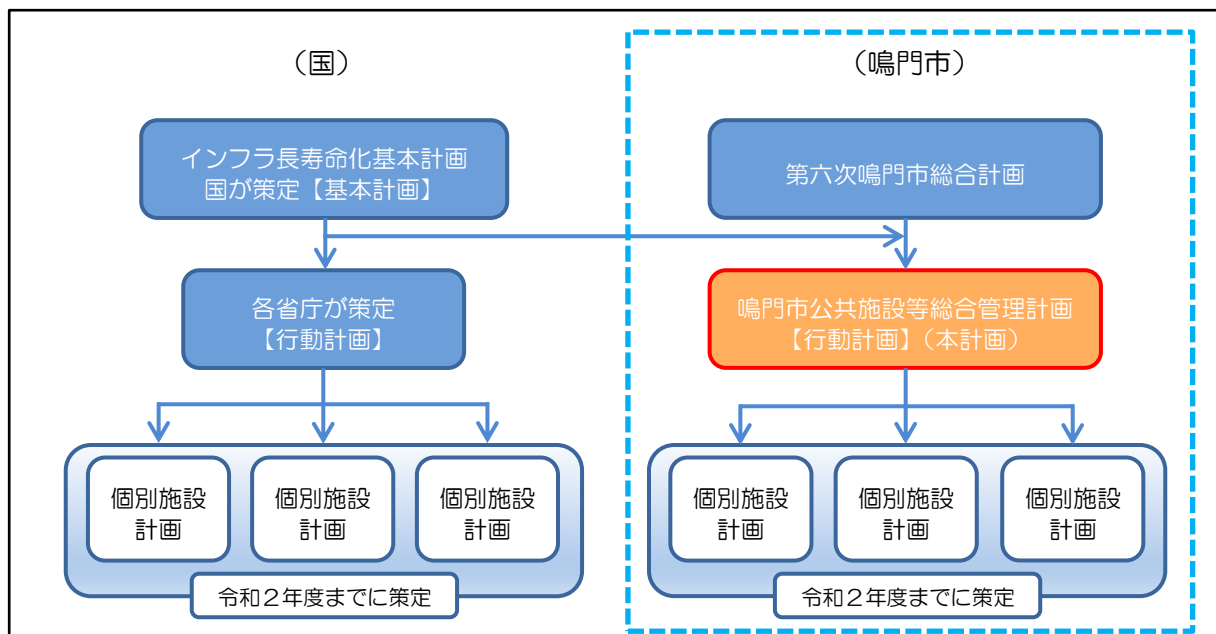 （国）
インフラ長寿命化基本計画
国が策定【基本計画】
各省庁が策定
【行動計画】
個別施設
計画
個別施設
計画
個別施設
計画
令和２年度までに策定
（鳴門市）
第六次鳴門市総合計画
鳴門市公共施設等総合管理計画
【行動計画】（本計画）
個別施設
計画
個別施設
計画
個別施設
計画
令和２年度までに策定